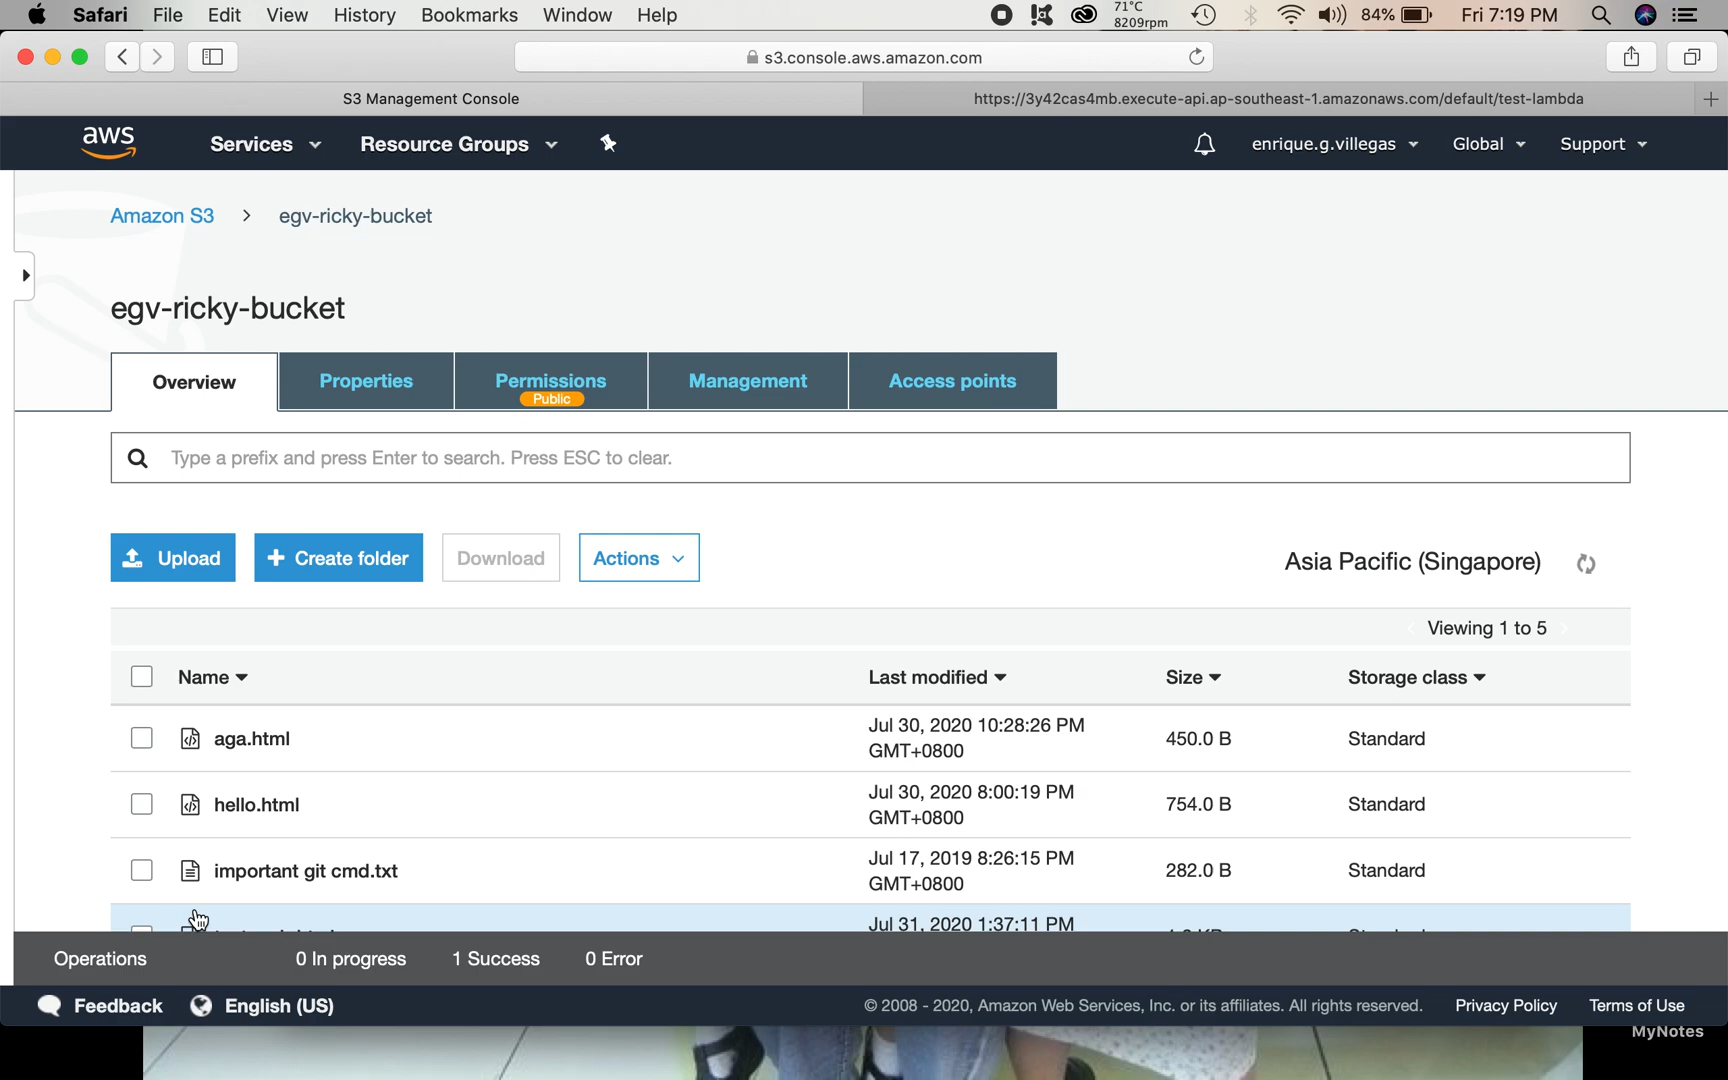 Safari File Edit View History Bookmarks Window Help 71°C 8209rpm 84% Fri 7:19 PM
s3.console.aws.amazon.com
S3 Management Console https://3y42cas4mb.execute-api.ap-southeast-1.amazonaws.com/default/test-lambda
aws Services Resource Groups enrique.g.villegas Global Support
Amazon S3 > egv-ricky-bucket
egv-ricky-bucket
Overview Properties Permissions Management Access points
Public
Type a prefix and press Enter to search. Press ESC to clear.
Upload + Create folder Download Actions Asia Pacific (Singapore)
Viewing 1 to 5
Name Last modified Size Storage class
aga.html Jul 30, 2020 10:28:26 PM GMT+0800 450.0 B Standard
hello.html Jul 30, 2020 8:00:19 PM GMT+0800 754.0 B Standard
important git cmd.txt Jul 17, 2019 8:26:15 PM GMT+0800 282.0 B Standard
Jul 31, 2020 1:37:11 PM
Operations 0 In progress 1 Success 0 Error
Feedback English (US) © 2008 - 2020, Amazon Web Services, Inc. or its affiliates. All rights reserved. Privacy Policy Terms of Use
MyNotes